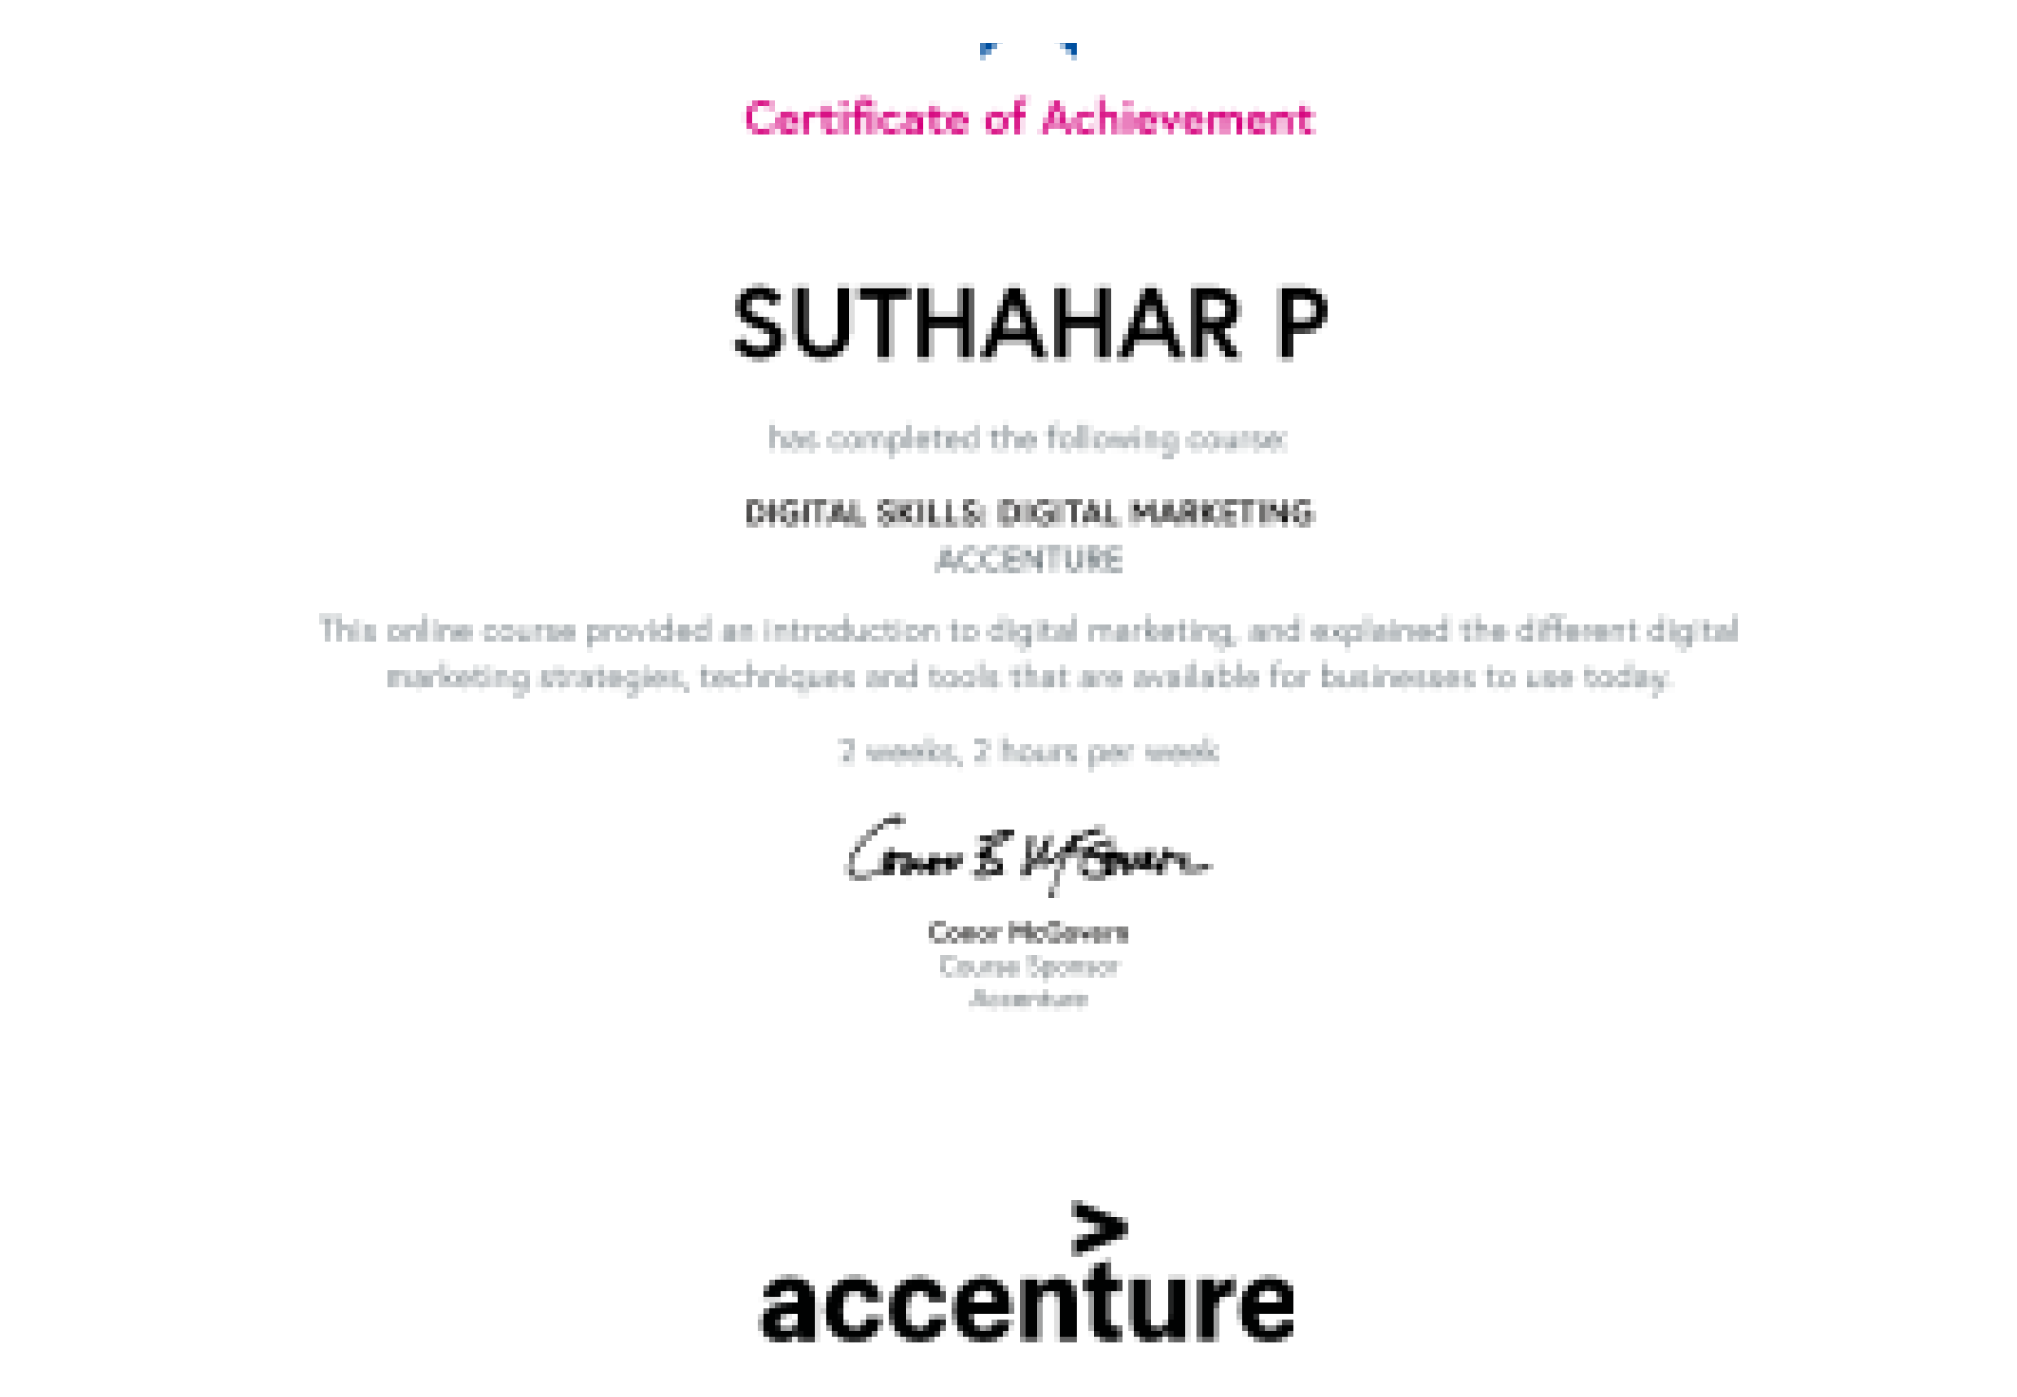 Certificate of Achievement
SUTHAHAR P
has completed the following course:
DIGITAL SKILLS: DIGITAL MARKETING
ACCENTURE
This online course provided an introduction to digital marketing, and explained the different digital
marketing strategies, techniques and tools that are available for businesses to use today.
2 weeks, 2 hours per week
Conor B McGovern
Conor McGovern
Course Sponsor
Accenture
>
accenture